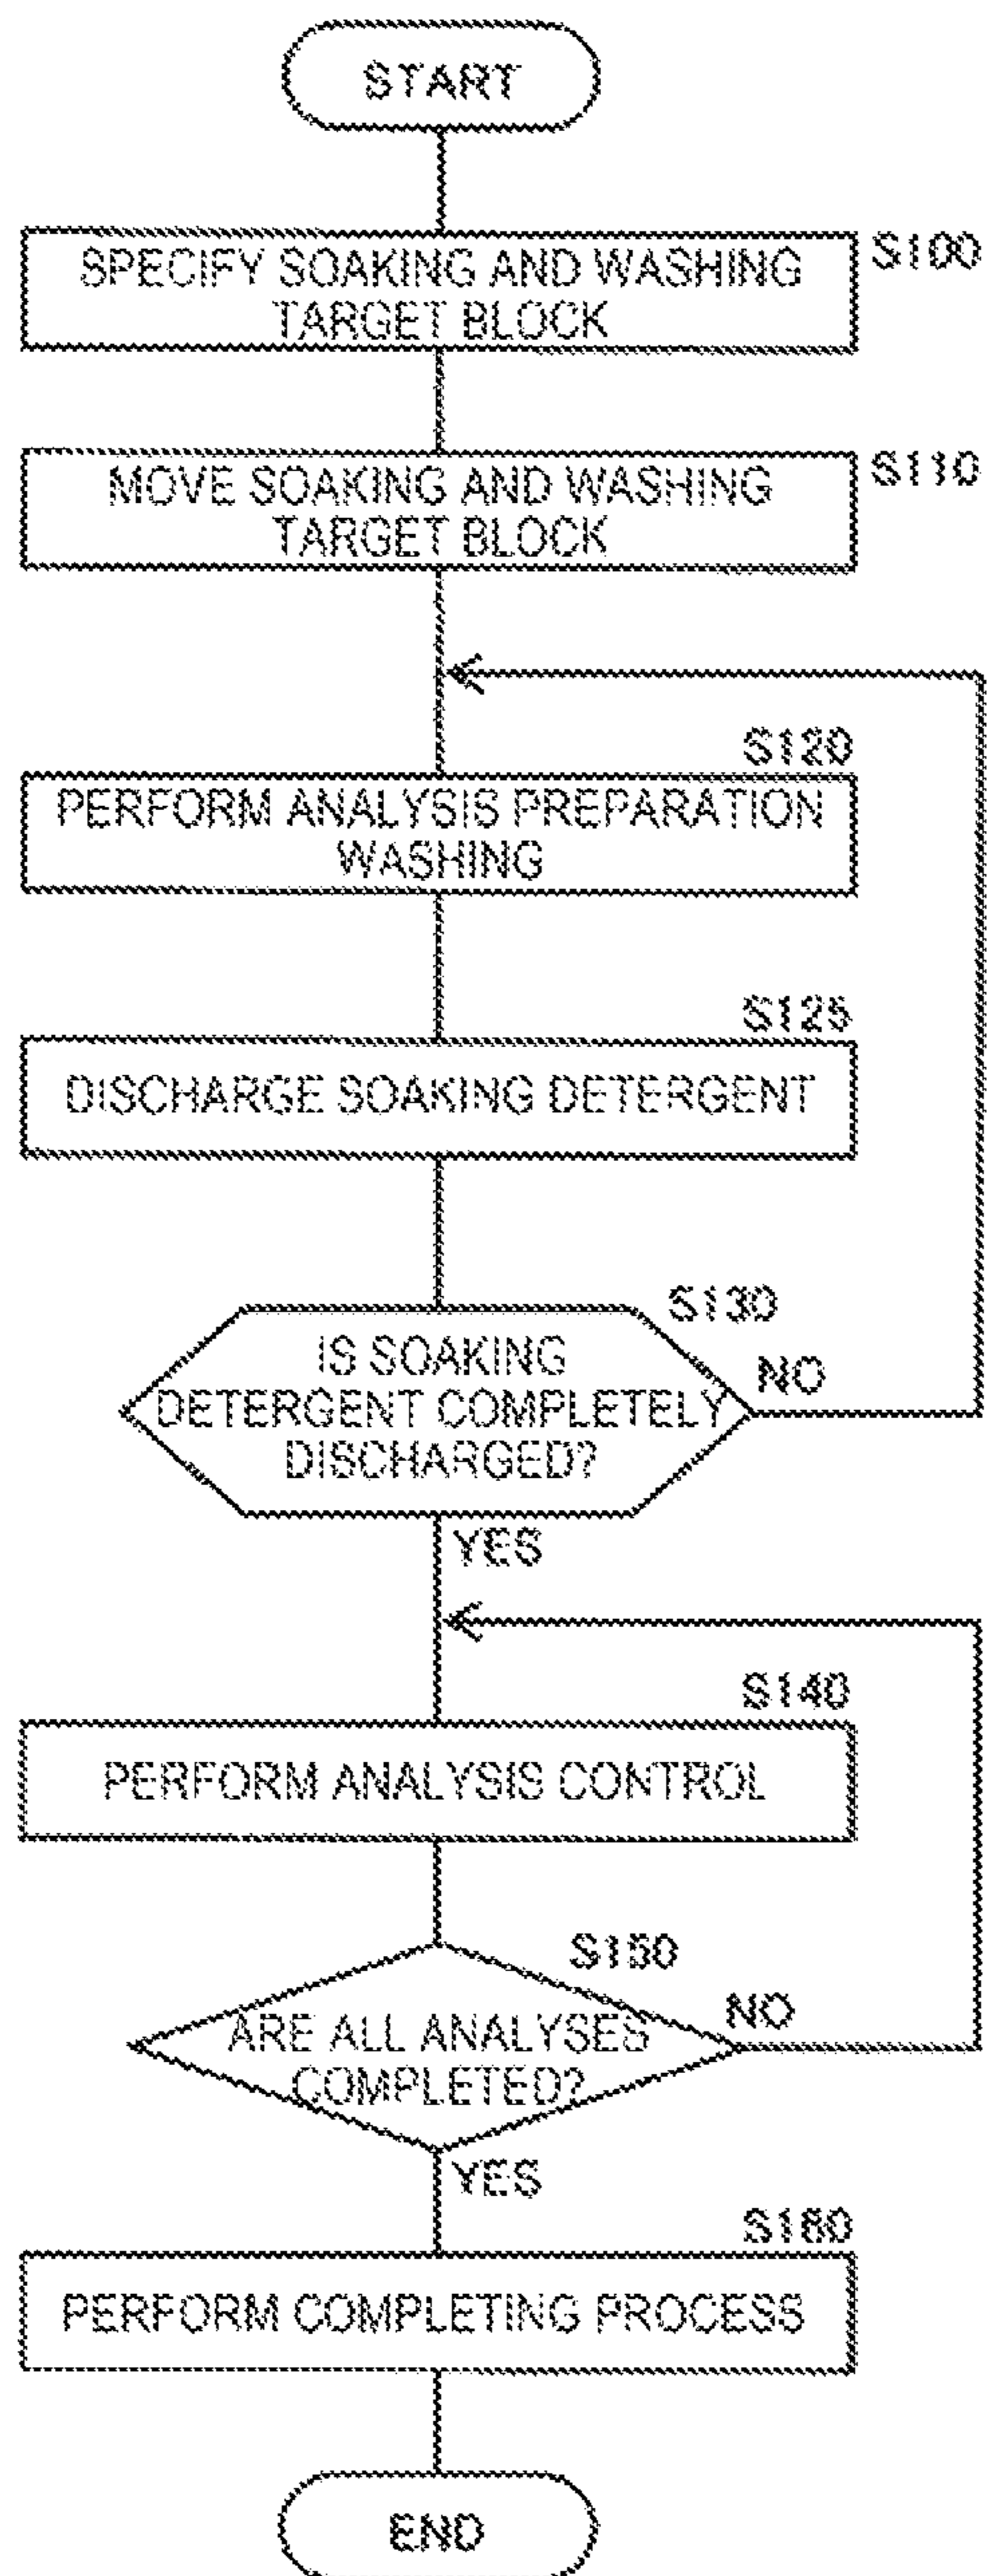 START
SPECIFY SOAKING AND WASHING
TARGET BLOCK
S100
MOVE SOAKING AND WASHING
TARGET BLOCK
S110
S120
PERFORM ANALYSIS PREPARATION
WASHING
S125
DISCHARGE SOAKING DETERGENT
S130
IS SOAKING
DETERGENT COMPLETELY
DISCHARGED?
NO
YES
S140
PERFORM ANALYSIS CONTROL
S150
ARE ALL ANALYSES
COMPLETED?
NO
YES
S160
PERFORM COMPLETING PROCESS
END